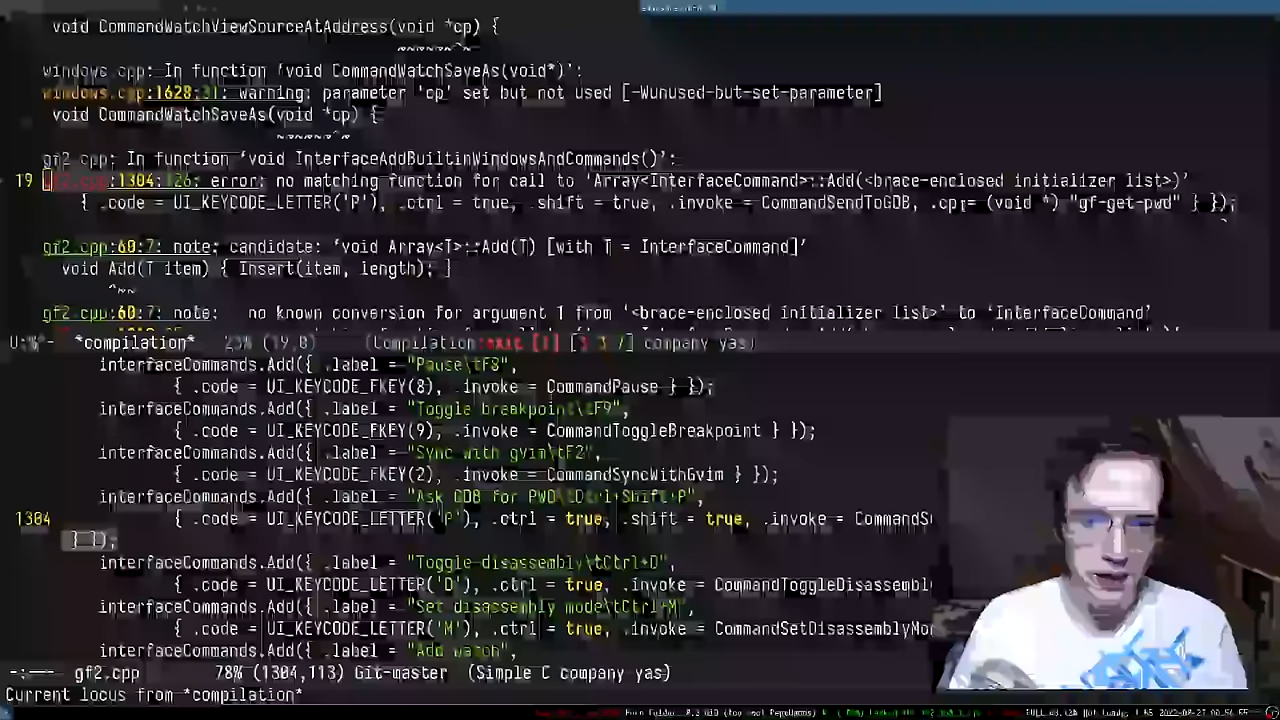 void CommandWatchViewSourceAtAddress(void *cp) {
^~~~~~~~
windows.cpp: In function 'void CommandWatchSaveAs(void*)':
windows.cpp:1628:31: warning: parameter 'cp' set but not used [-Wunused-but-set-parameter]
void CommandWatchSaveAs(void *cp) {
gf2.cpp: In function 'void InterfaceAddBuiltinWindowsAndCommands()':
19 gf2.cpp:1304:126: error: no matching function for call to 'Array<InterfaceCommand>::Add(<brace-enclosed initializer list>)'
{ .code = UI_KEYCODE_LETTER('P'), .ctrl = true, .shift = true, .invoke = CommandSendToGDB, .cp = (void *) "gf-get-pwd" } });
gf2.cpp:60:7: note: candidate: 'void Array<T>::Add(T) [with T = InterfaceCommand]'
void Add(T item) { Insert(item, length); }
gf2.cpp:60:7: note: no known conversion for argument 1 from '<brace-enclosed initializer list>' to 'InterfaceCommand'
U:%*- *compilation* 23% (19,0) (Compilation:exit [1] company yas)
interfaceCommands.Add({ .label = "Pause\tF8",
{ .code = UI_KEYCODE_FKEY(8), .invoke = CommandPause } });
interfaceCommands.Add({ .label = "Toggle breakpoint\tF9",
{ .code = UI_KEYCODE_FKEY(9), .invoke = CommandToggleBreakpoint } });
interfaceCommands.Add({ .label = "Sync with gvim\tF2",
{ .code = UI_KEYCODE_FKEY(2), .invoke = CommandSyncWithGvim } });
interfaceCommands.Add({ .label = "Ask GDB for PWD\tCtrl+Shift+P",
1304 { .code = UI_KEYCODE_LETTER('P'), .ctrl = true, .shift = true, .invoke = CommandS
} });
interfaceCommands.Add({ .label = "Toggle disassembly\tCtrl+D",
{ .code = UI_KEYCODE_LETTER('D'), .ctrl = true, .invoke = CommandToggleDisassembl
interfaceCommands.Add({ .label = "Set disassembly mode\tCtrl+M",
{ .code = UI_KEYCODE_LETTER('M'), .ctrl = true, .invoke = CommandSetDisassemblyMo
interfaceCommands.Add({ .label = "Add watch",
-:--- gf2.cpp 78% (1304,113) Git-master (Simple C company yas)
Current locus from *compilation*